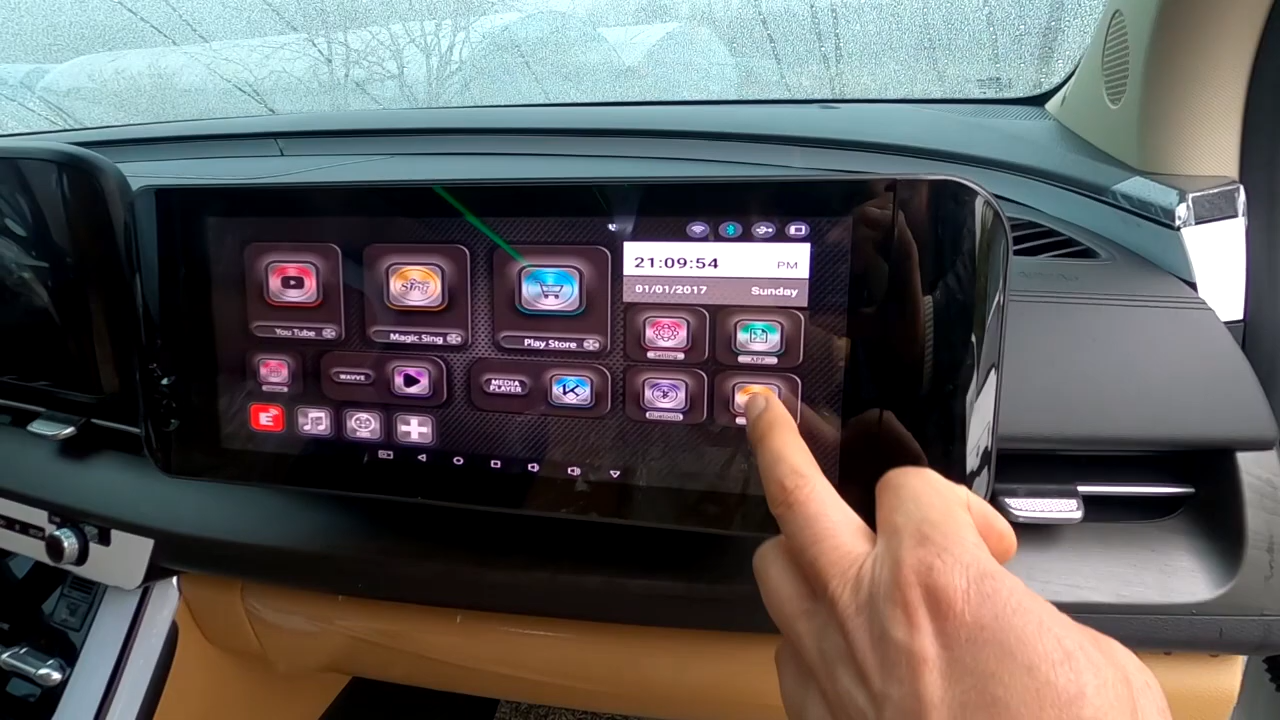 21:09:54 PM
01/01/2017 Sunday
You Tube
Sing
Magic Sing
Play Store
Setting
APP
WAVVE
MEDIA
PLAYER
Bluetooth
E